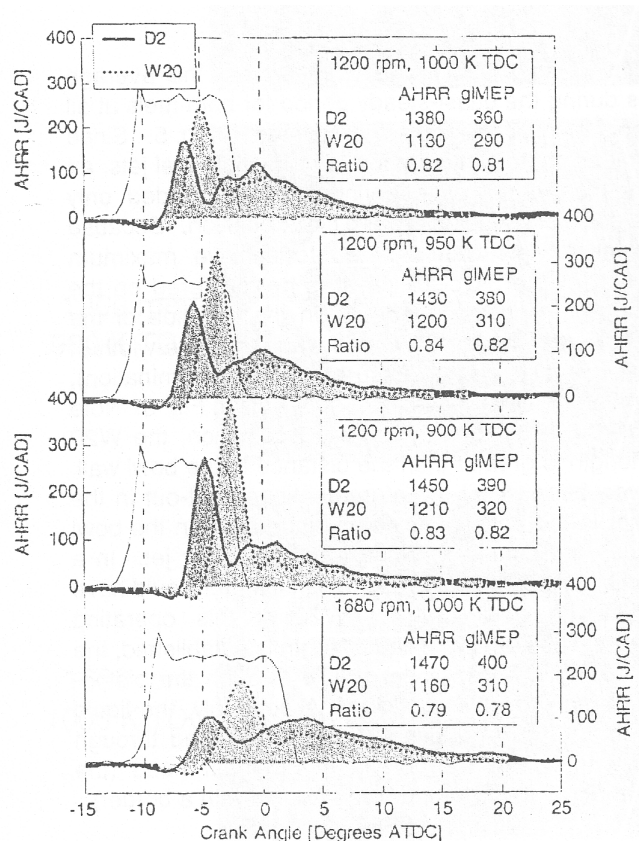 400
D2
W20
300
200
100
0
AHRR [J/CAD]
1200 rpm, 1000 K TDC
AHRR gIMEP
D2 1380 360
W20 1130 290
Ratio 0.82 0.81
400
300
200
100
0
AHRR [J/CAD]
1200 rpm, 950 K TDC
AHRR gIMEP
D2 1430 380
W20 1200 310
Ratio 0.84 0.82
400
300
200
100
0
AHRR [J/CAD]
1200 rpm, 900 K TDC
AHRR gIMEP
D2 1450 390
W20 1210 320
Ratio 0.83 0.82
400
300
200
100
0
AHRR [J/CAD]
1680 rpm, 1000 K TDC
AHRR gIMEP
D2 1470 400
W20 1160 310
Ratio 0.79 0.78
-15 -10 -5 0 5 10 15 20 25
Crank Angle [Degrees ATDC]